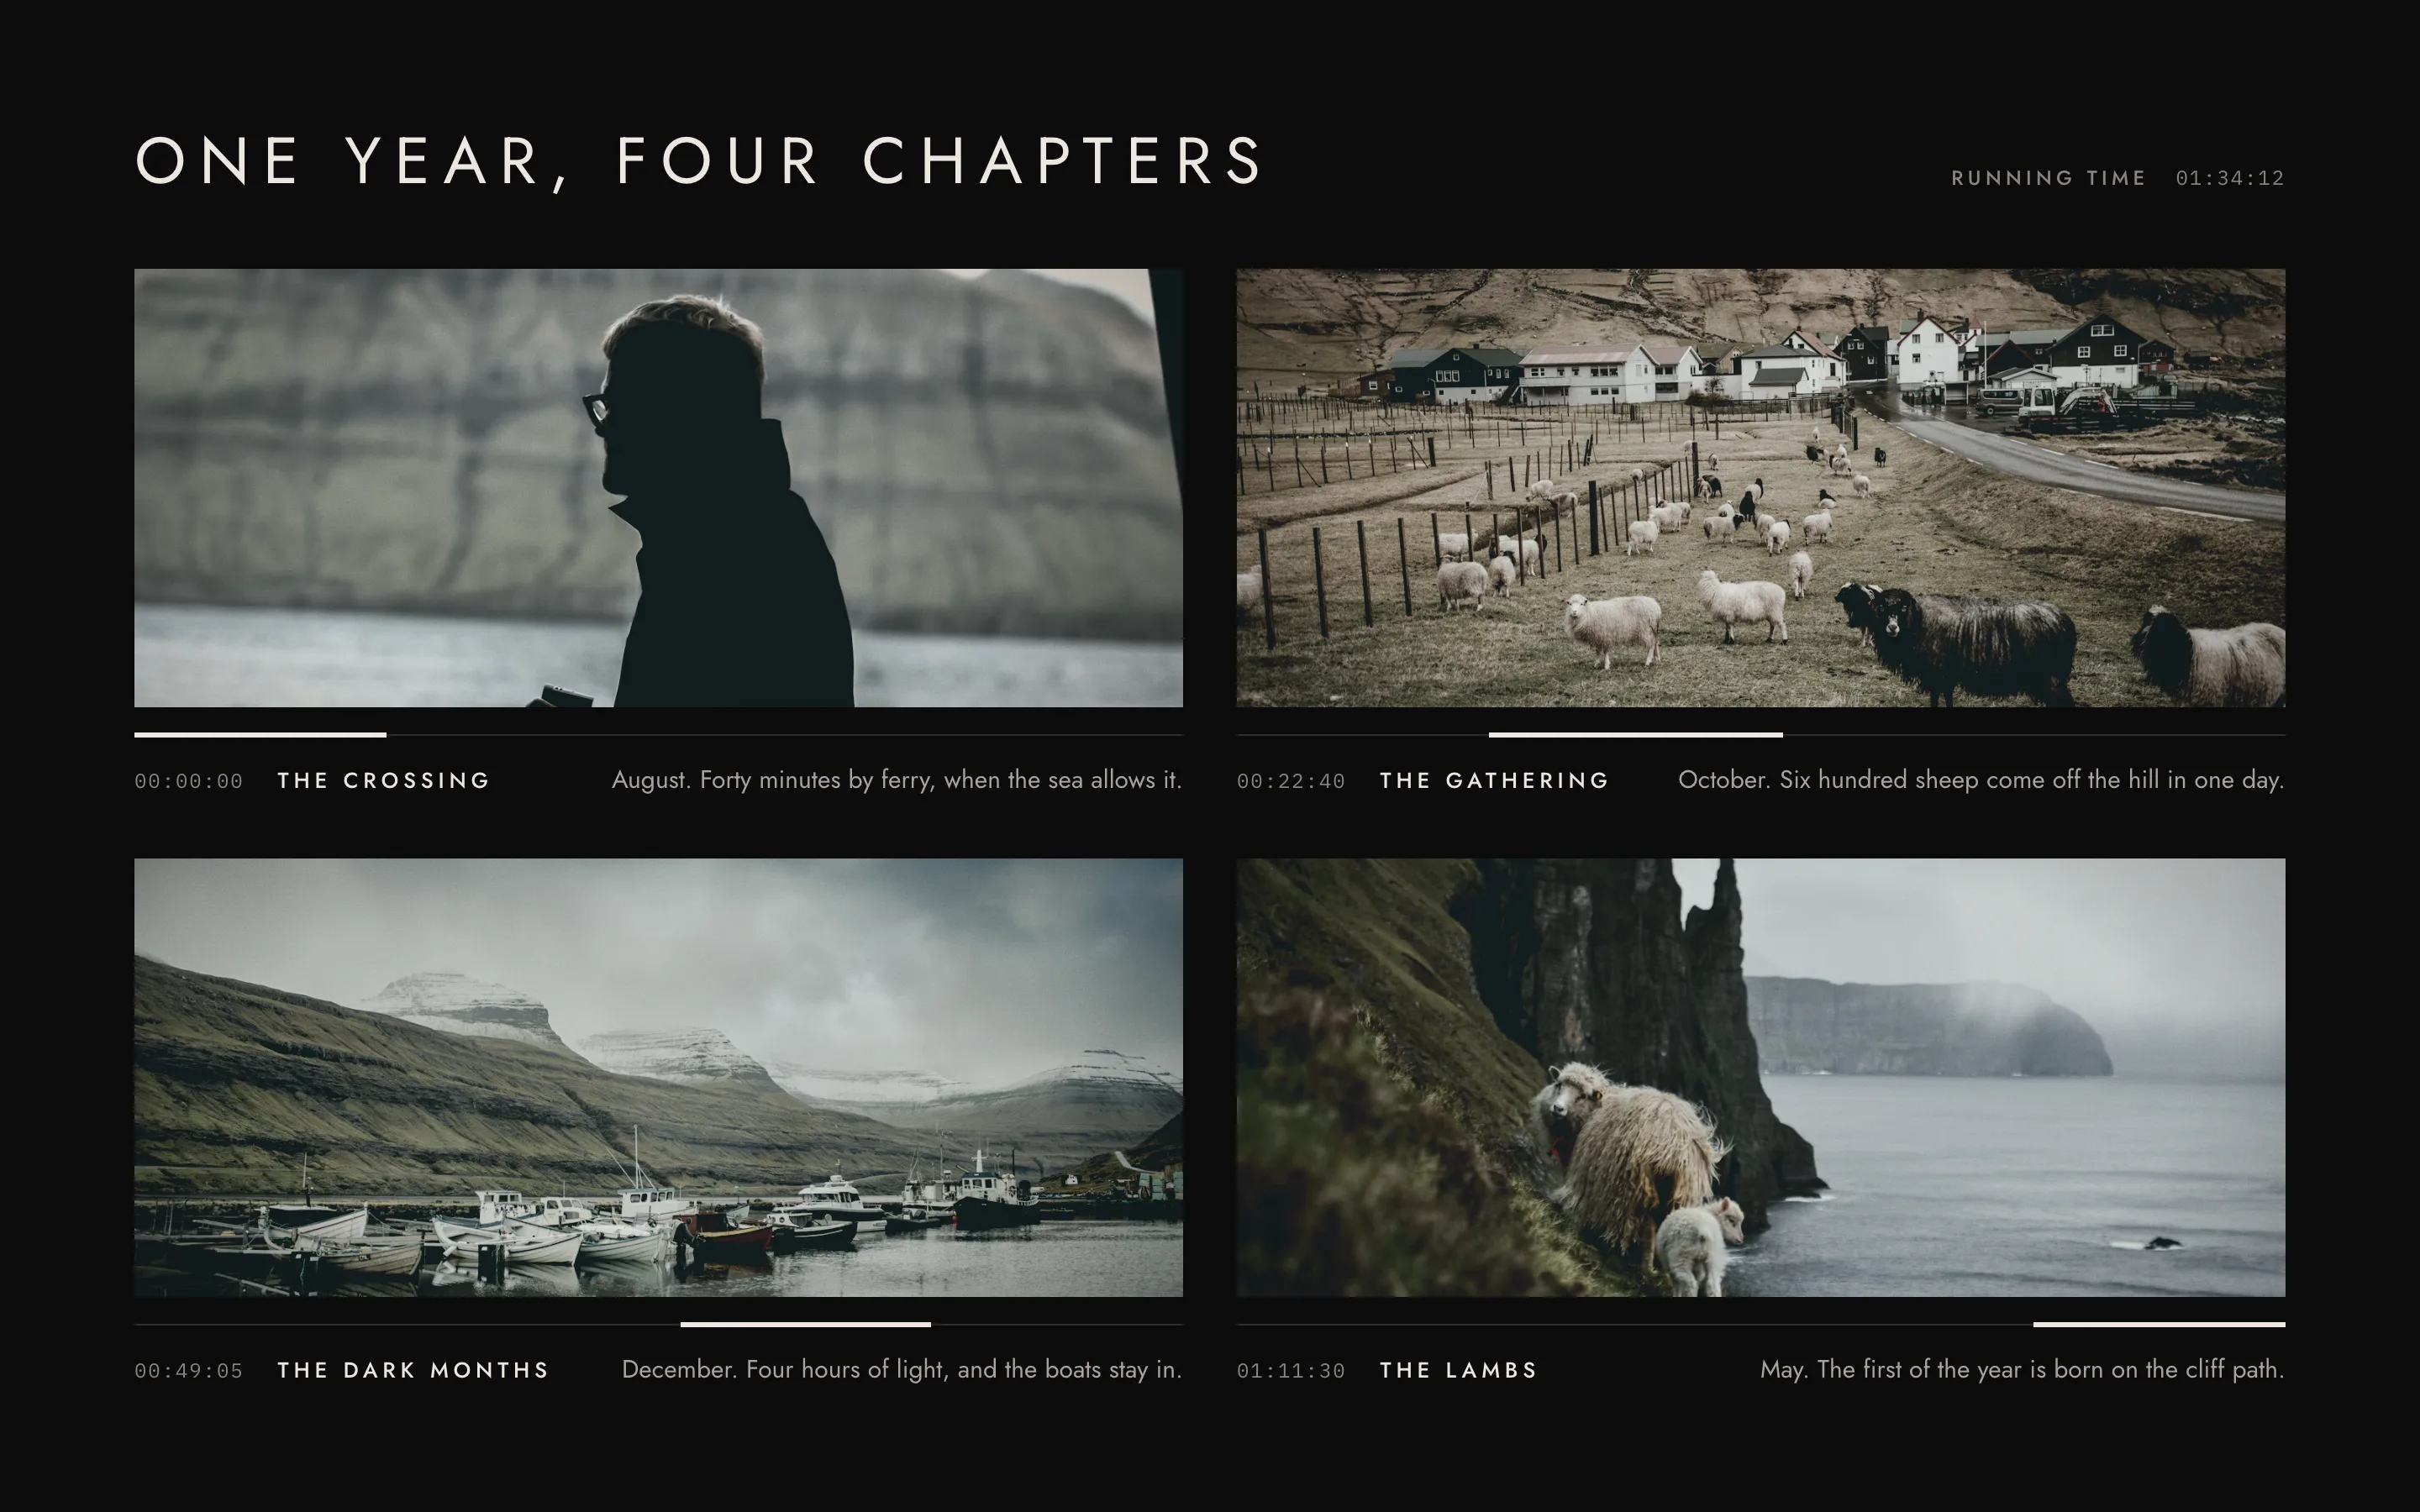 ONE YEAR, FOUR CHAPTERS
RUNNING TIME 01:34:12
00:00:00 THE CROSSING August. Forty minutes by ferry, when the sea allows it.
00:22:40 THE GATHERING October. Six hundred sheep come off the hill in one day.
00:49:05 THE DARK MONTHS December. Four hours of light, and the boats stay in.
01:11:30 THE LAMBS May. The first of the year is born on the cliff path.